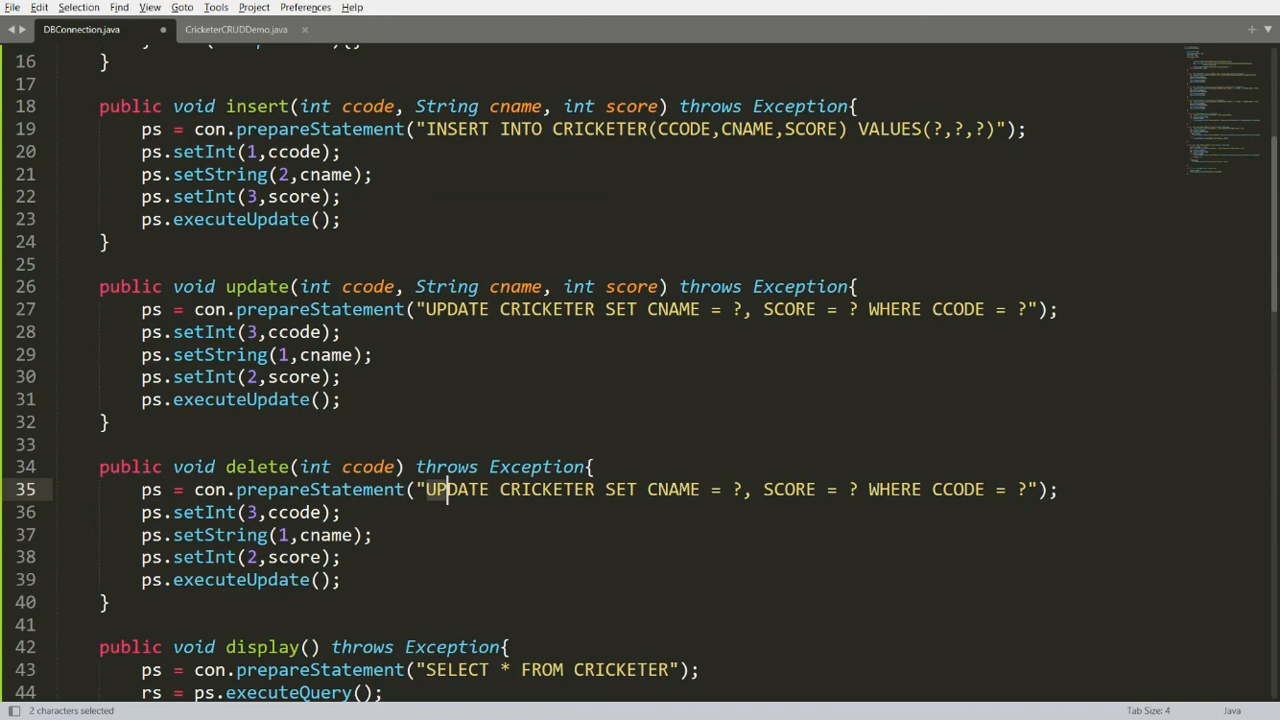 File Edit Selection Find View Goto Tools Project Preferences Help
DBConnection.java CricketerCRUDDemo.java
16 }
17
18 public void insert(int ccode, String cname, int score) throws Exception{
19 ps = con.prepareStatement("INSERT INTO CRICKETER(CCODE,CNAME,SCORE) VALUES(?,?,?)");
20 ps.setInt(1,ccode);
21 ps.setString(2,cname);
22 ps.setInt(3,score);
23 ps.executeUpdate();
24 }
25
26 public void update(int ccode, String cname, int score) throws Exception{
27 ps = con.prepareStatement("UPDATE CRICKETER SET CNAME = ?, SCORE = ? WHERE CCODE = ?");
28 ps.setInt(3,ccode);
29 ps.setString(1,cname);
30 ps.setInt(2,score);
31 ps.executeUpdate();
32 }
33
34 public void delete(int ccode) throws Exception{
35 ps = con.prepareStatement("UPDATE CRICKETER SET CNAME = ?, SCORE = ? WHERE CCODE = ?");
36 ps.setInt(3,ccode);
37 ps.setString(1,cname);
38 ps.setInt(2,score);
39 ps.executeUpdate();
40 }
41
42 public void display() throws Exception{
43 ps = con.prepareStatement("SELECT * FROM CRICKETER");
44 rs = ps.executeQuery();
2 characters selected Tab Size: 4 Java